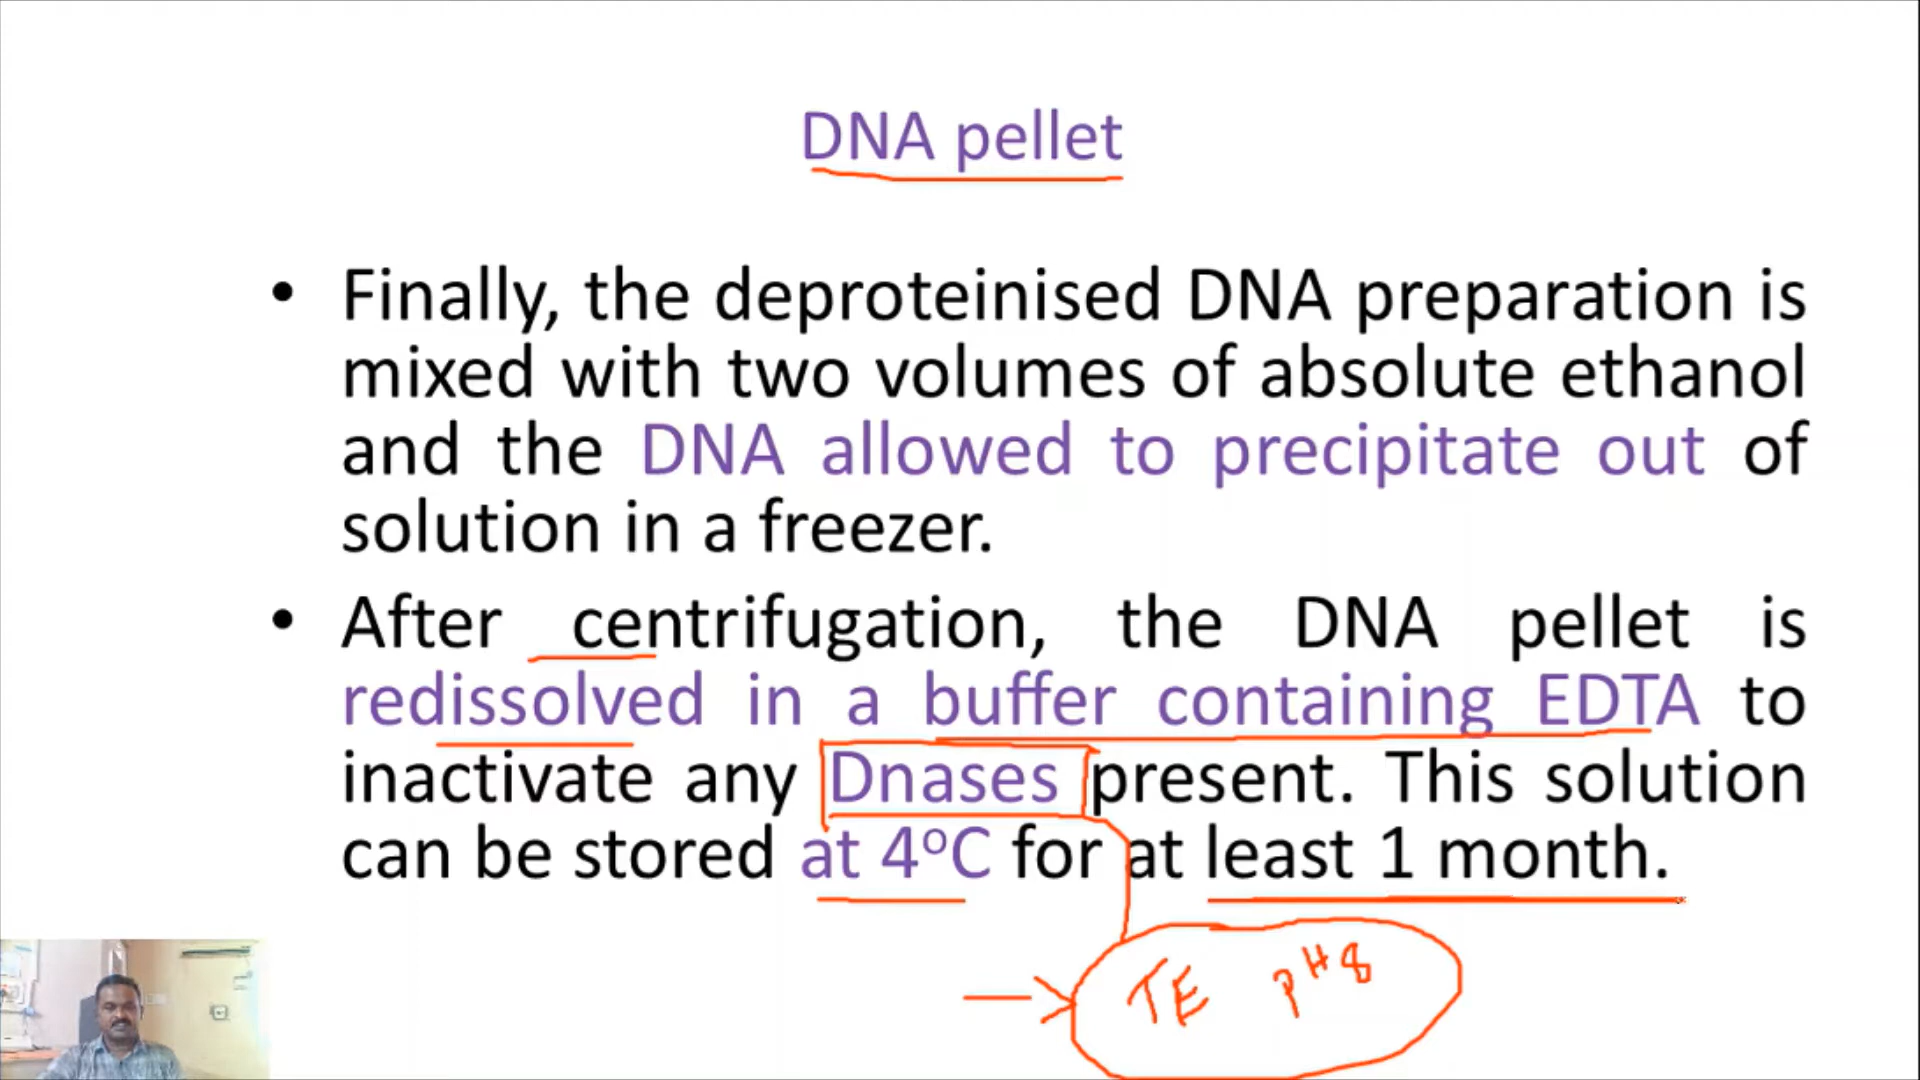 DNA pellet
• Finally, the deproteinised DNA preparation is
mixed with two volumes of absolute ethanol
and the DNA allowed to precipitate out of
solution in a freezer.
• After centrifugation, the DNA pellet is
redissolved in a buffer containing EDTA to
inactivate any Dnases present. This solution
can be stored at 4°C for at least 1 month.
TE pH 8